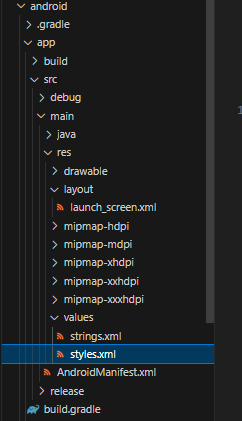 android
.gradle
app
build
src
debug
main
java
res
drawable
layout
launch_screen.xml
mipmap-hdpi
mipmap-mdpi
mipmap-xhdpi
mipmap-xxhdpi
mipmap-xxxhdpi
values
strings.xml
styles.xml
AndroidManifest.xml
release
build.gradle